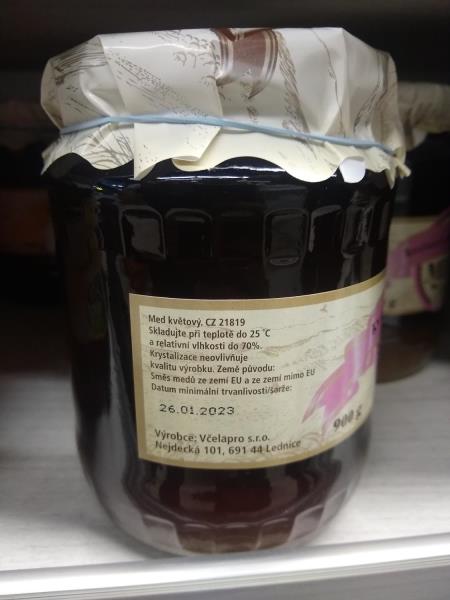 Med květový. CZ 21819
Skladujte při teplotě do 25 °C
a relativní vlhkosti do 70%.
Krystalizace neovlivňuje
kvalitu výrobku. Země původu:
Směs medů ze zemí EU a ze zemí mimo EU
Datum minimální trvanlivosti/šarže:
26.01.2023
Výrobce: Včelapro s.r.o.
Nejdecká 101, 691 44 Lednice
900 g